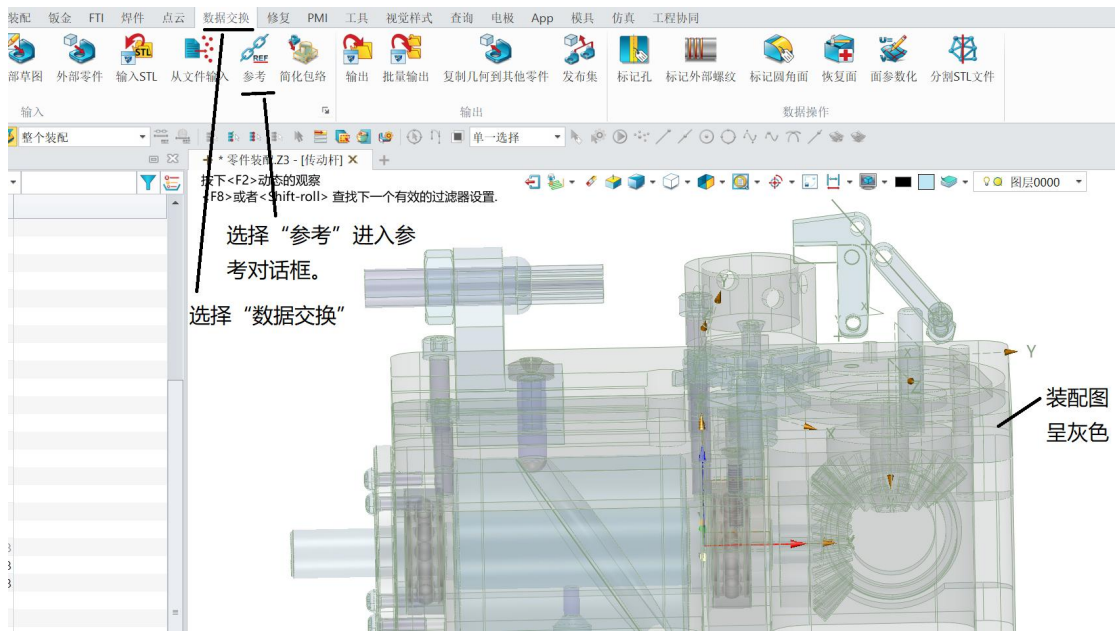 装配 钣金 FTI 焊件 点云 数据交换 修复 PMI 工具 视觉样式 查询 电极 App 模具 仿真 工程协同
部草图 外部零件 输入STL 从文件输入 参考 简化包络 输出 批量输出 复制几何到其他零件 发布集 标记孔 标记外部螺纹 标记圆角面 恢复面 面参数化 分割STL文件
STL REF
输入 输出 数据操作
整个装配 单一选择
* 零件装配.Z3 - [传动杆]
按下<F2>动态的观察
<F8>或者<Shift-roll> 查找下一个有效的过滤器设置.
图层0000
选择“参考”进入参
考对话框。
选择“数据交换”
装配图
呈灰色
Y
Y
X
X
Y